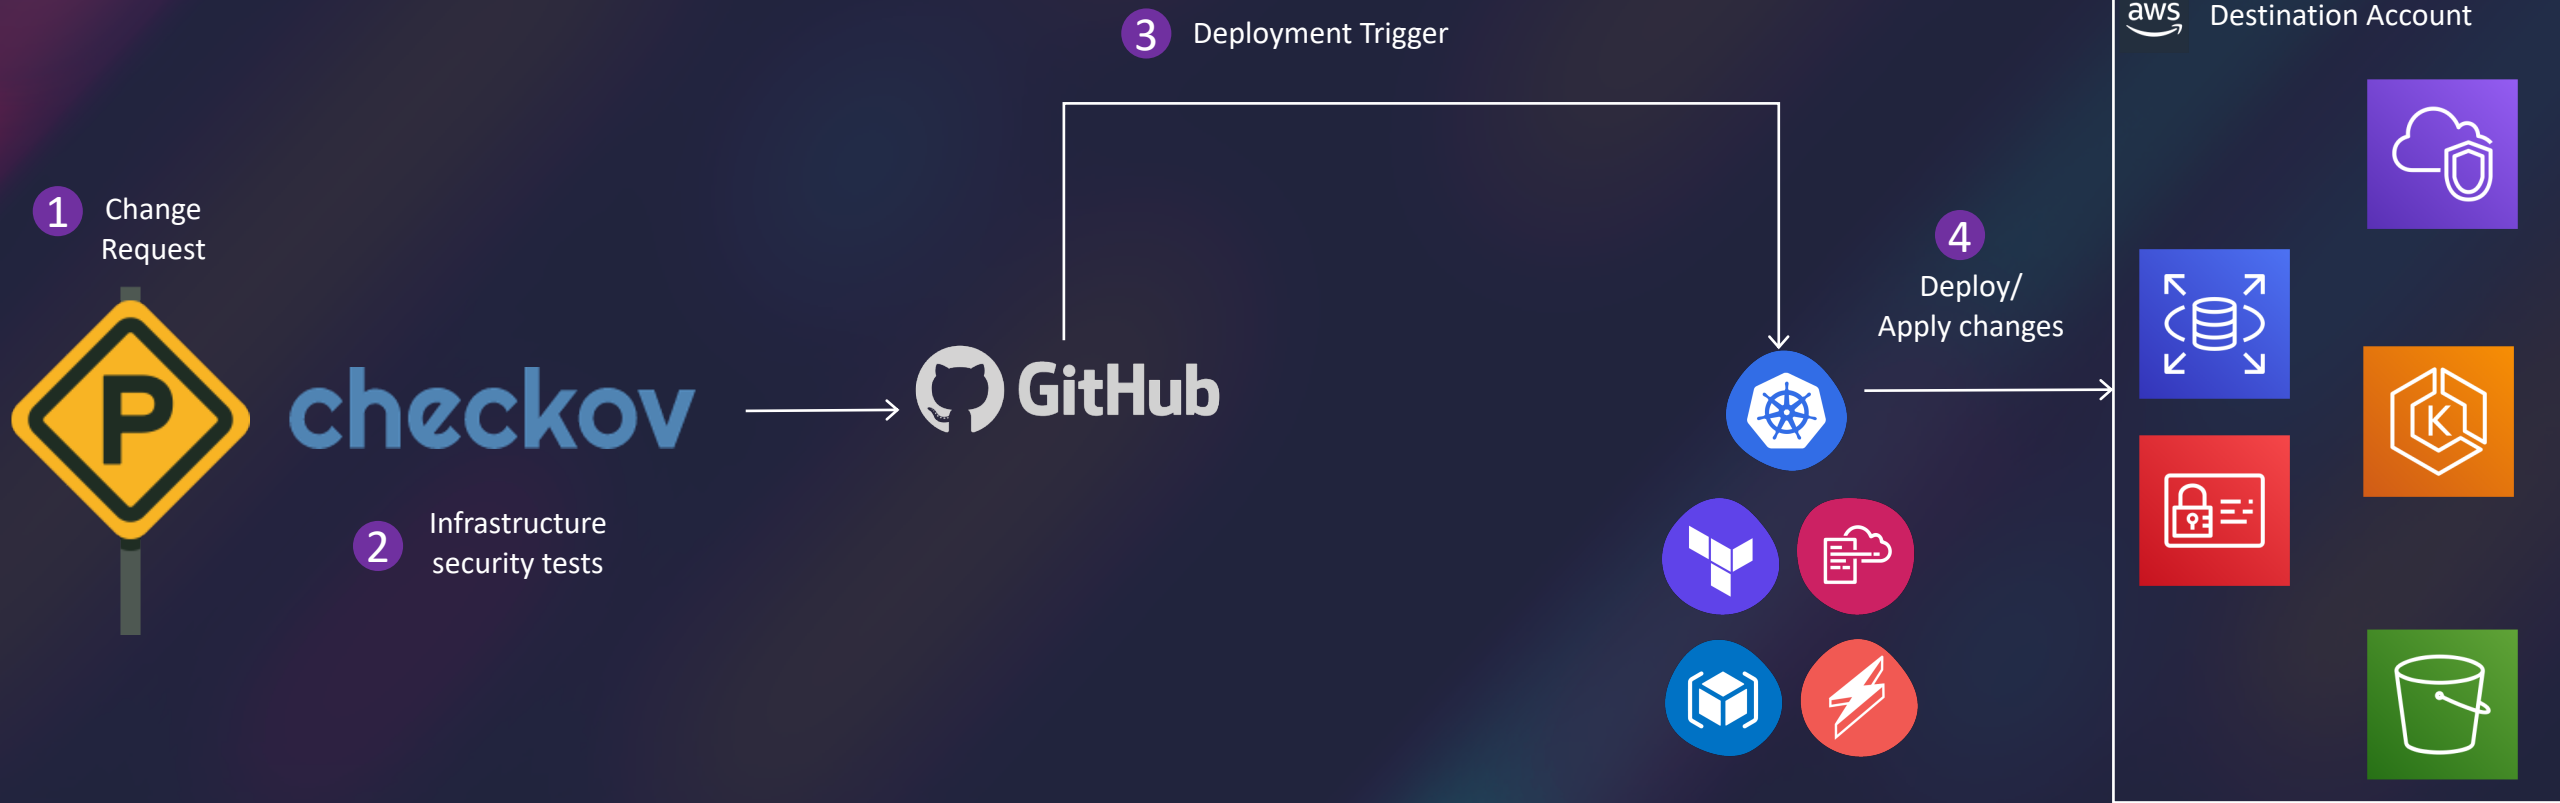 3 Deployment Trigger
aws Destination Account
1 Change
Request
4
Deploy/
Apply changes
P
checkov
GitHub
K
2 Infrastructure
security tests